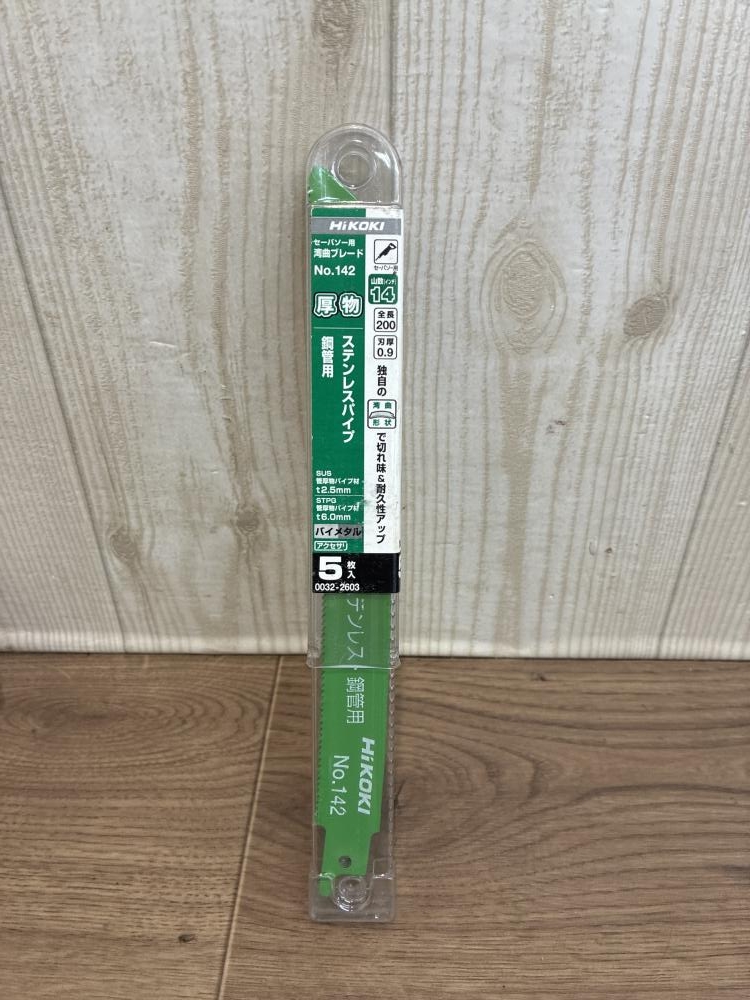 HiKOKI
セーバソー用
湾曲ブレード
No.142
厚物
ステンレスパイプ
鋼管用
SUS
管厚物パイプ材
t2.5mm
STPG
管厚物パイプ材
t6.0mm
バイメタル
アクセサリ
5枚入
0032-2603
セーバソー用
山数(インチ)
14
全長
200
刃厚
0.9
独自の
湾曲
形状
で切れ味&耐久性アップ
テンレス・鋼管用
HiKOKI
No.142